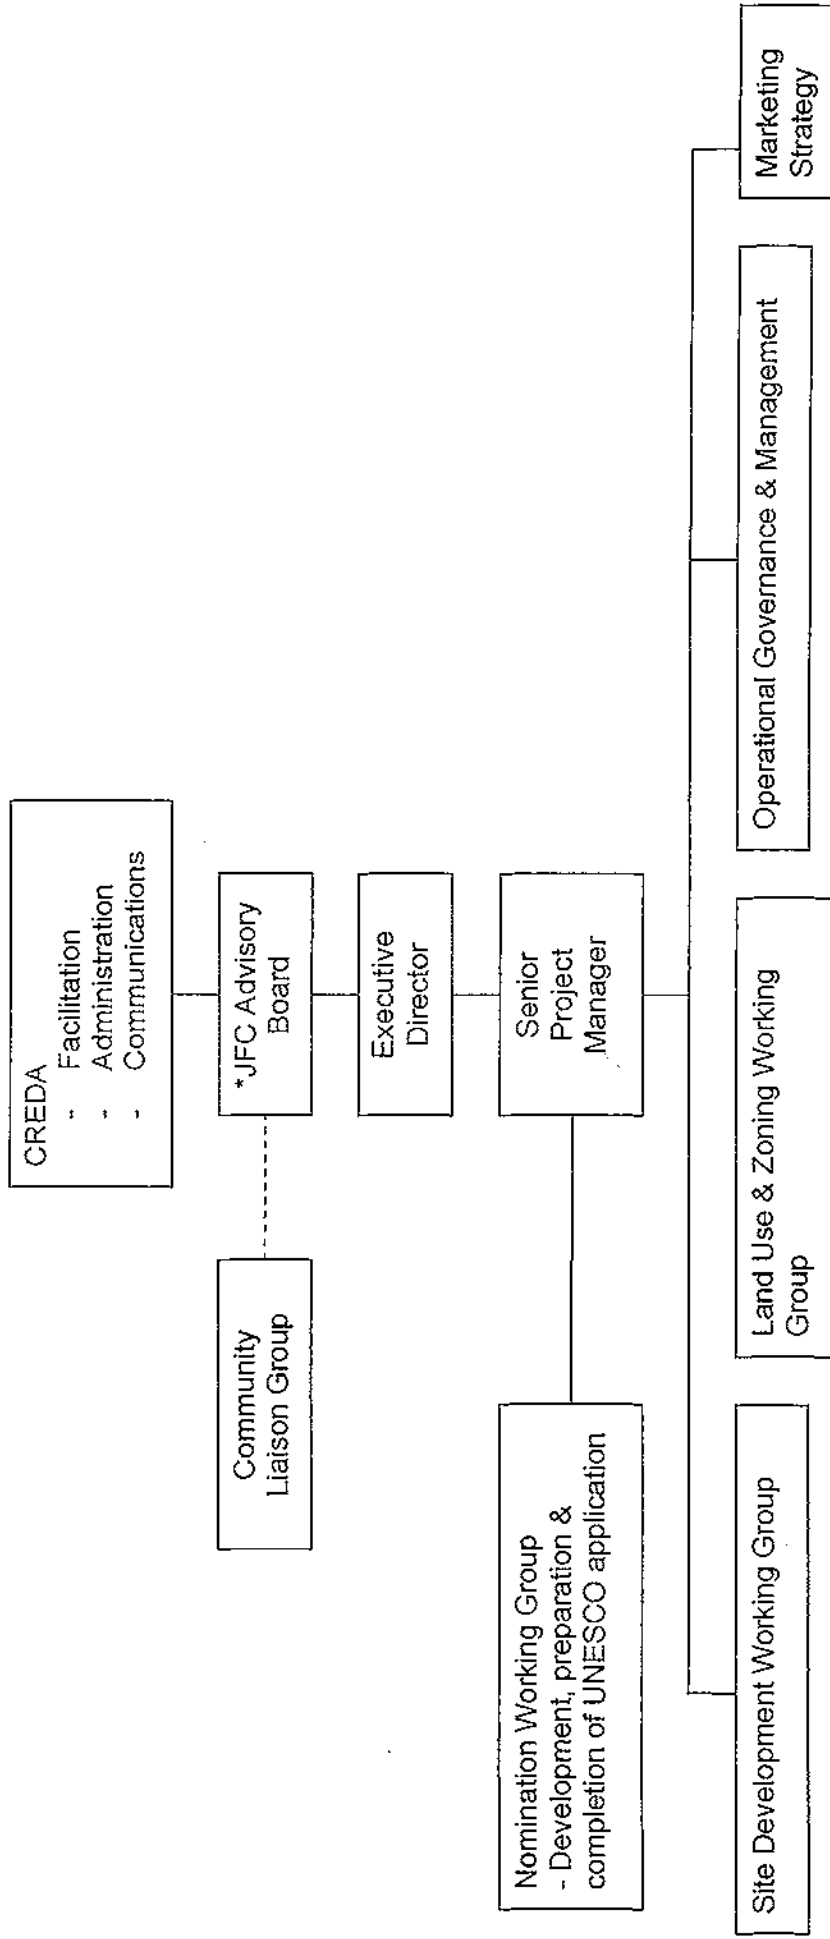 CREDA
- Facilitation
- Administration
- Communications
Community
Liaison Group
*JFC Advisory
Board
Executive
Director
Nomination Working Group
- Development, preparation &
completion of UNESCO application
Senior
Project
Manager
Site Development Working Group
Land Use & Zoning Working
Group
Operational Governance & Management
Marketing
Strategy